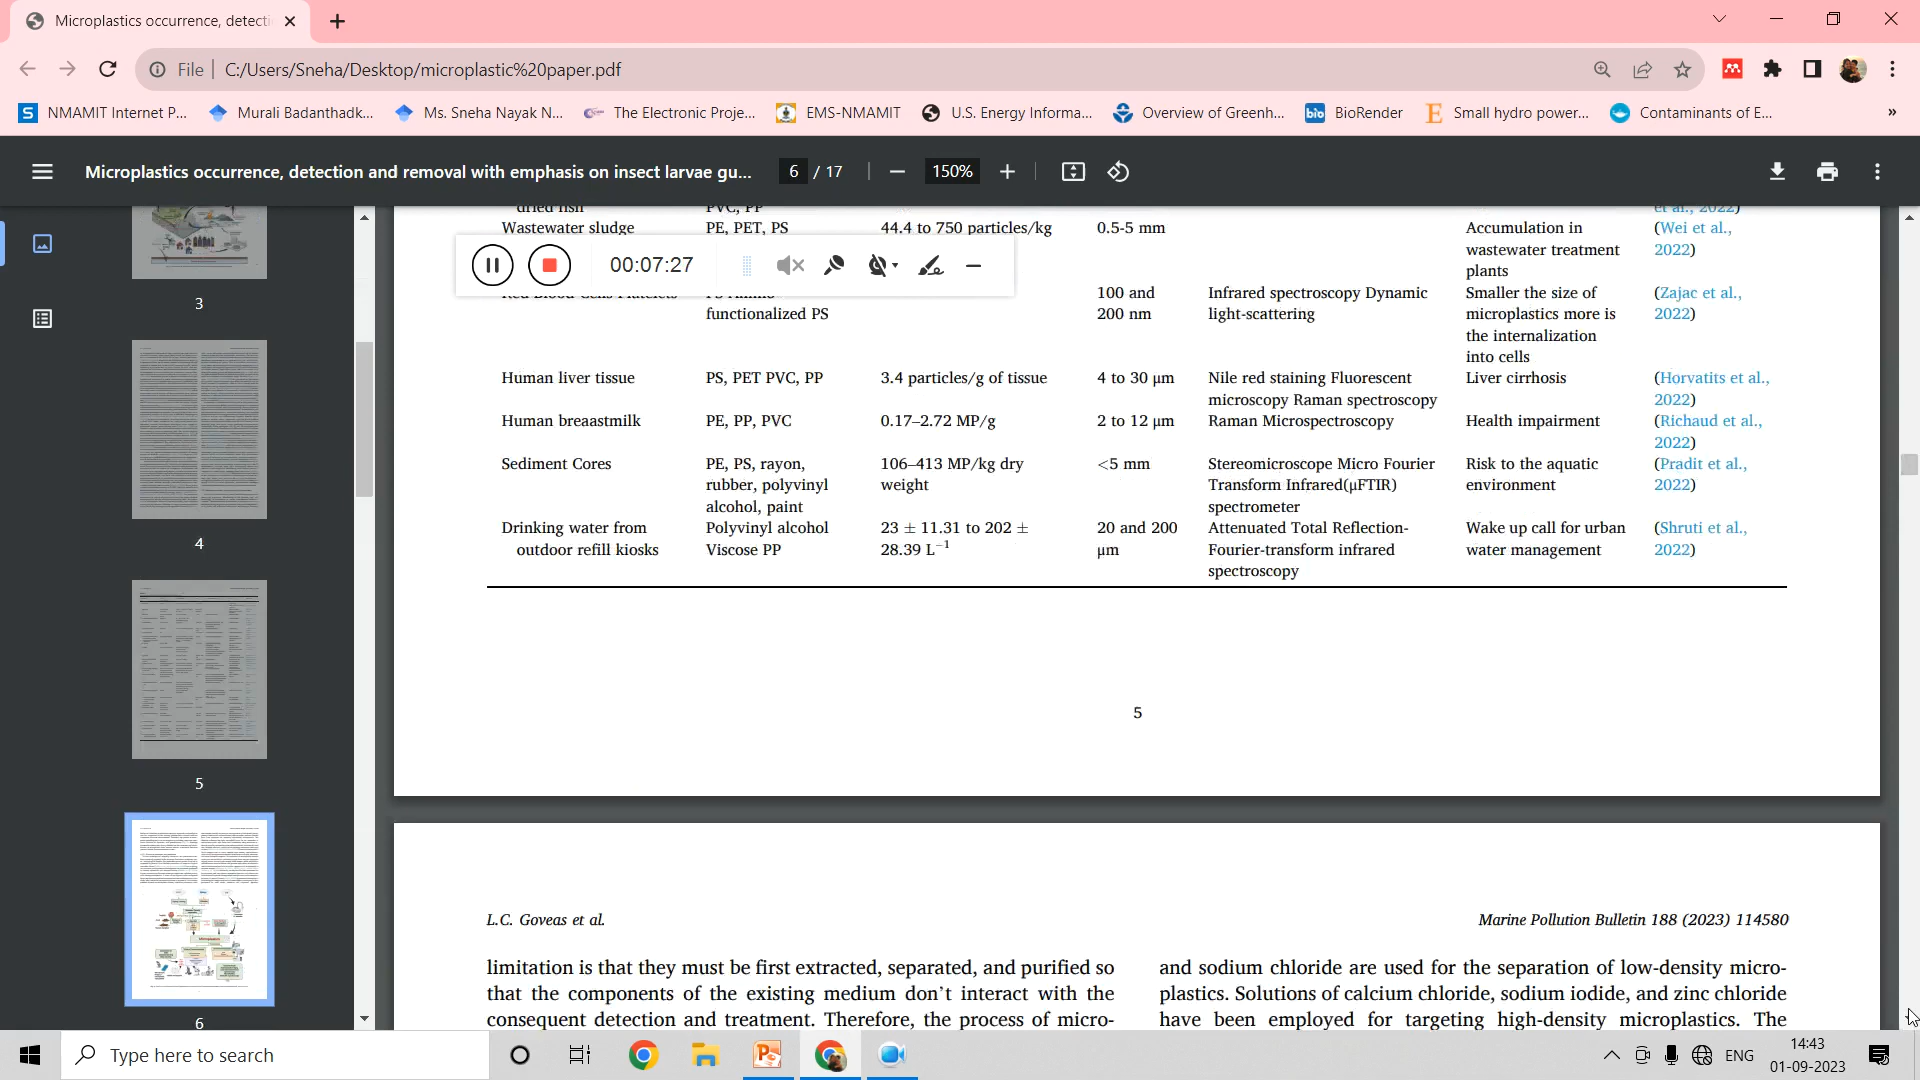 Microplastics occurrence, detecti
File
C:/Users/Sneha/Desktop/microplastic%20paper.pdf
NMAMIT Internet P...
Murali Badanthadk...
Ms. Sneha Nayak N...
The Electronic Proje...
EMS-NMAMIT
U.S. Energy Informa...
Overview of Greenh...
bio BioRender
E Small hydro power...
Contaminants of E...
»
Microplastics occurrence, detection and removal with emphasis on insect larvae gu...
6 / 17
150%
3
4
5
6
dried fish PVC, PP et al., 2022)
Wastewater sludge PE, PET, PS 44.4 to 750 particles/kg 0.5-5 mm Accumulation in (Wei et al.,
wastewater treatment 2022)
plants
00:07:27
100 and Infrared spectroscopy Dynamic Smaller the size of (Zajac et al.,
functionalized PS 200 nm light-scattering microplastics more is 2022)
the internalization
into cells
Human liver tissue PS, PET PVC, PP 3.4 particles/g of tissue 4 to 30 μm Nile red staining Fluorescent Liver cirrhosis (Horvatits et al.,
microscopy Raman spectroscopy 2022)
Human breaastmilk PE, PP, PVC 0.17–2.72 MP/g 2 to 12 μm Raman Microspectroscopy Health impairment (Richaud et al.,
2022)
Sediment Cores PE, PS, rayon, 106–413 MP/kg dry <5 mm Stereomicroscope Micro Fourier Risk to the aquatic (Pradit et al.,
rubber, polyvinyl weight Transform Infrared(μFTIR) environment 2022)
alcohol, paint spectrometer
Drinking water from Polyvinyl alcohol 23 ± 11.31 to 202 ± 20 and 200 Attenuated Total Reflection- Wake up call for urban (Shruti et al.,
outdoor refill kiosks Viscose PP 28.39 L⁻¹ μm Fourier-transform infrared water management 2022)
spectroscopy
5
L.C. Goveas et al.
Marine Pollution Bulletin 188 (2023) 114580
limitation is that they must be first extracted, separated, and purified so
that the components of the existing medium don't interact with the
consequent detection and treatment. Therefore, the process of micro-
and sodium chloride are used for the separation of low-density micro-
plastics. Solutions of calcium chloride, sodium iodide, and zinc chloride
have been employed for targeting high-density microplastics. The
Type here to search
ENG
14:43
01-09-2023